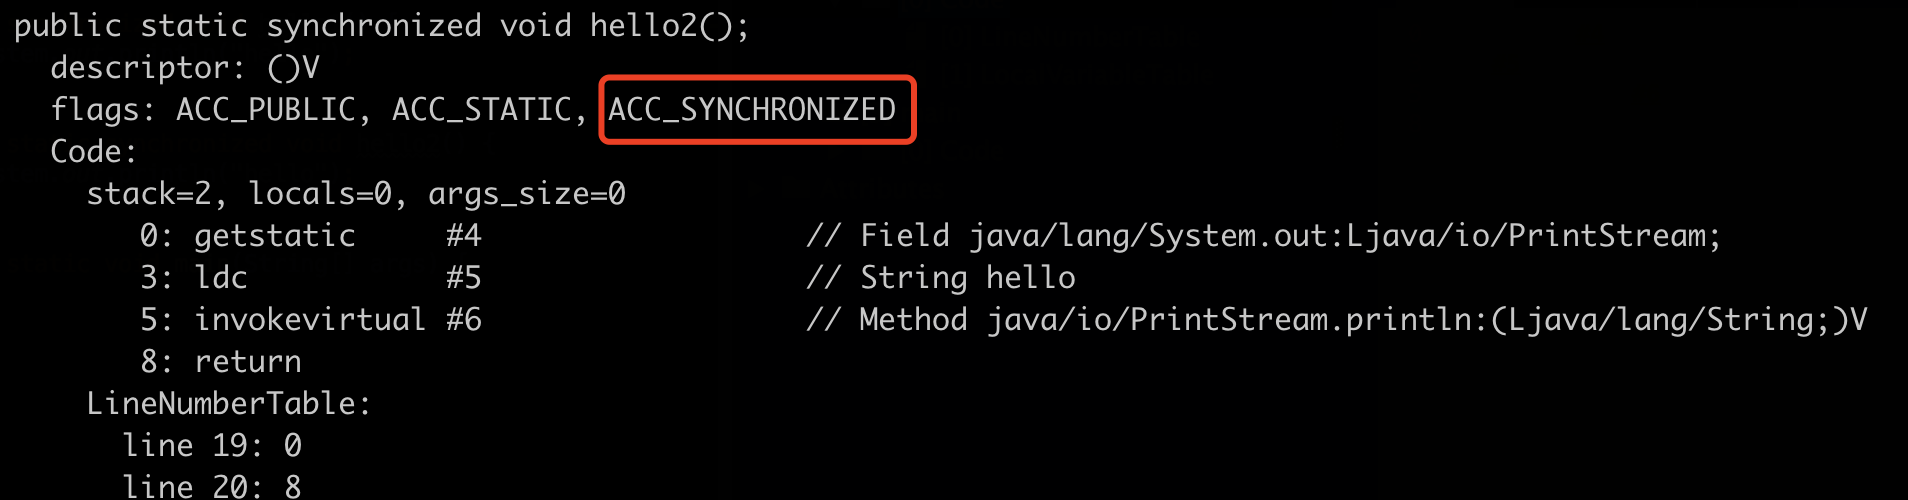 public static synchronized void hello2();
descriptor: ()V
flags: ACC_PUBLIC, ACC_STATIC, ACC_SYNCHRONIZED
Code:
stack=2, locals=0, args_size=0
0: getstatic #4 // Field java/lang/System.out:Ljava/io/PrintStream;
3: ldc #5 // String hello
5: invokevirtual #6 // Method java/io/PrintStream.println:(Ljava/lang/String;)V
8: return
LineNumberTable:
line 19: 0
line 20: 8